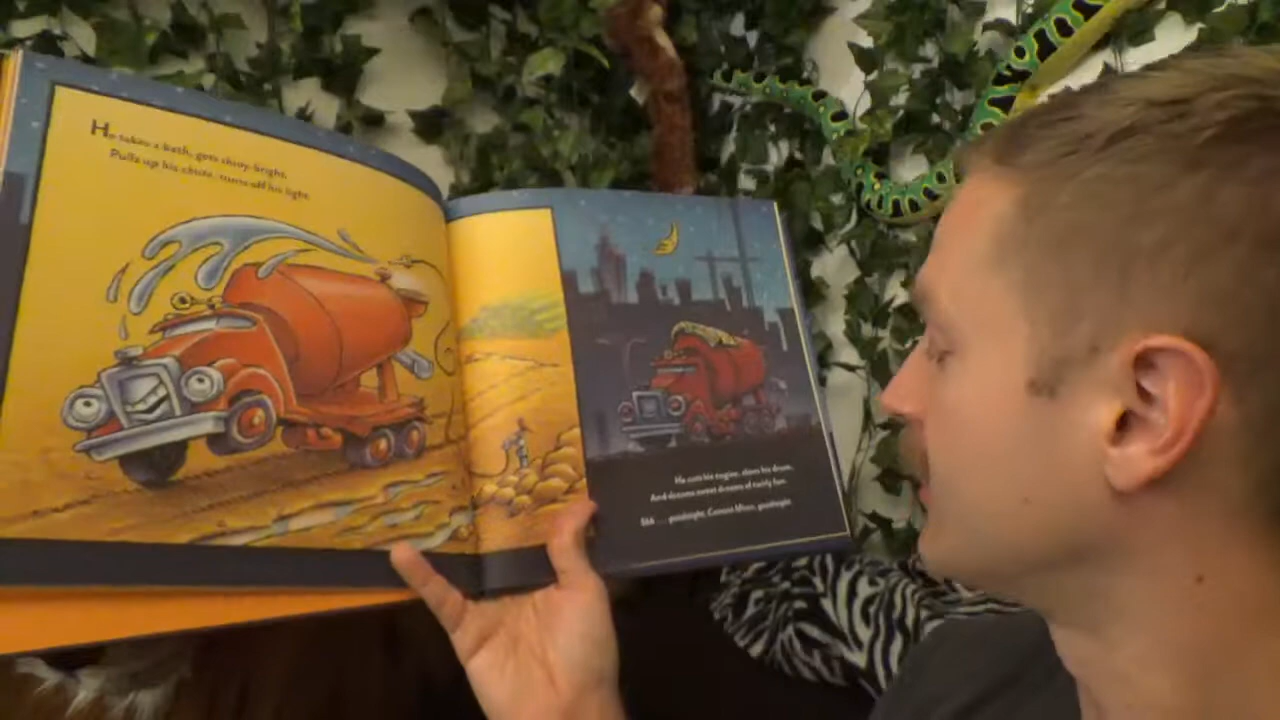 He takes a bath, gets shiny-bright,
Pulls up his chute, turns off his light.
He cuts his engine, slows his drum,
And dreams sweet dreams of twirly fun.
Shh . . . goodnight, Cement Mixer, goodnight.